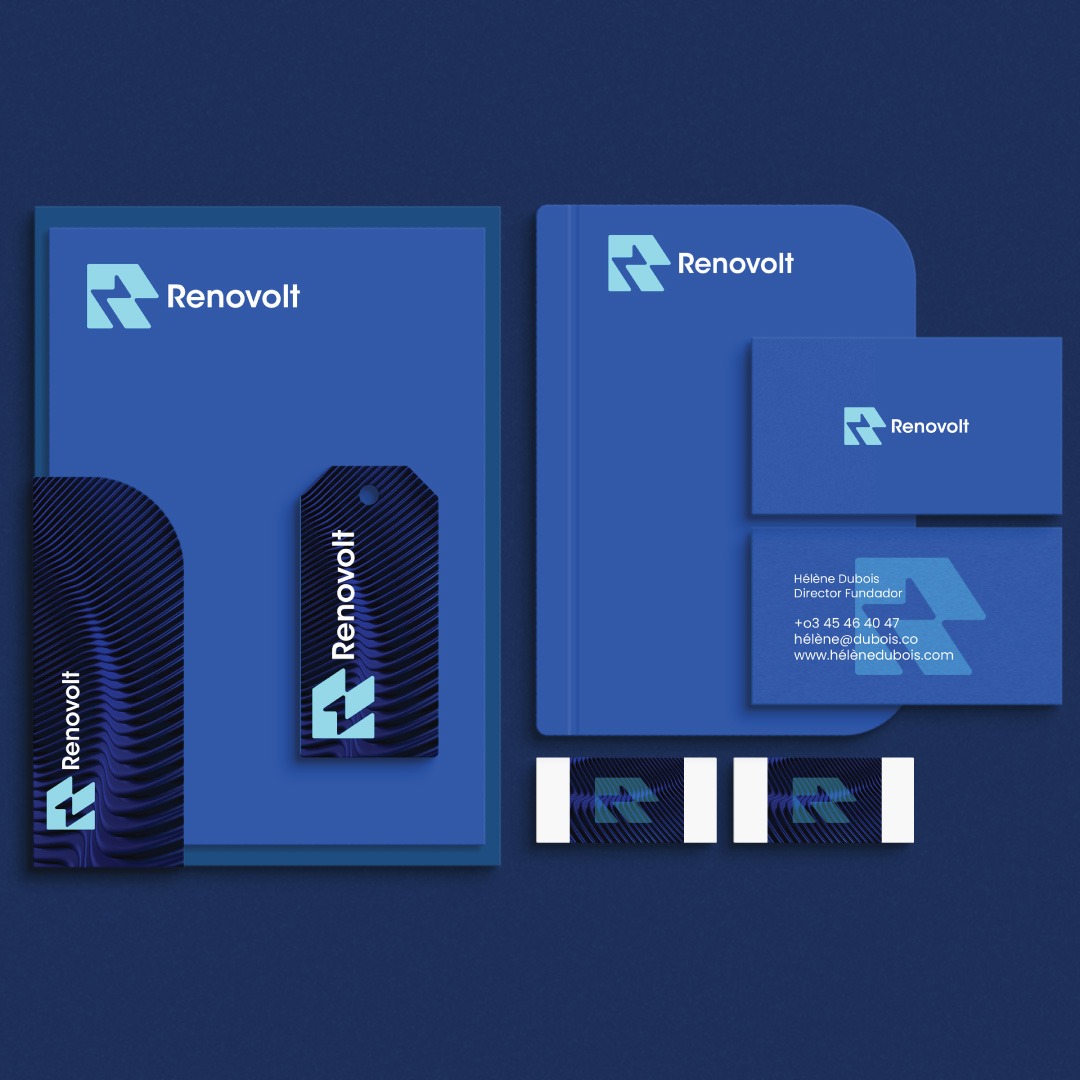 Renovolt
Renovolt
Renovolt
Renovolt
Renovolt
Hélène Dubois
Director Fundador
+o3 45 46 40 47
hélène@dubois.co
www.hélènedubois.com